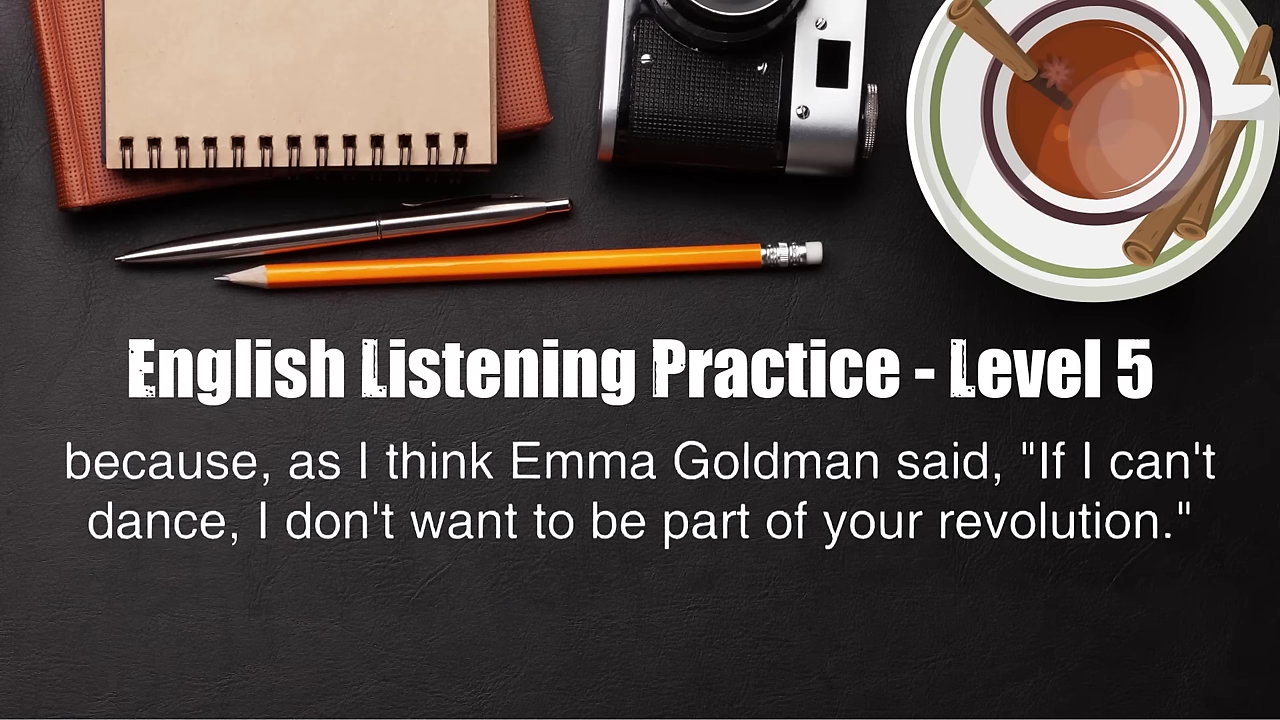 English Listening Practice - Level 5
because, as I think Emma Goldman said, "If I can't
dance, I don't want to be part of your revolution."